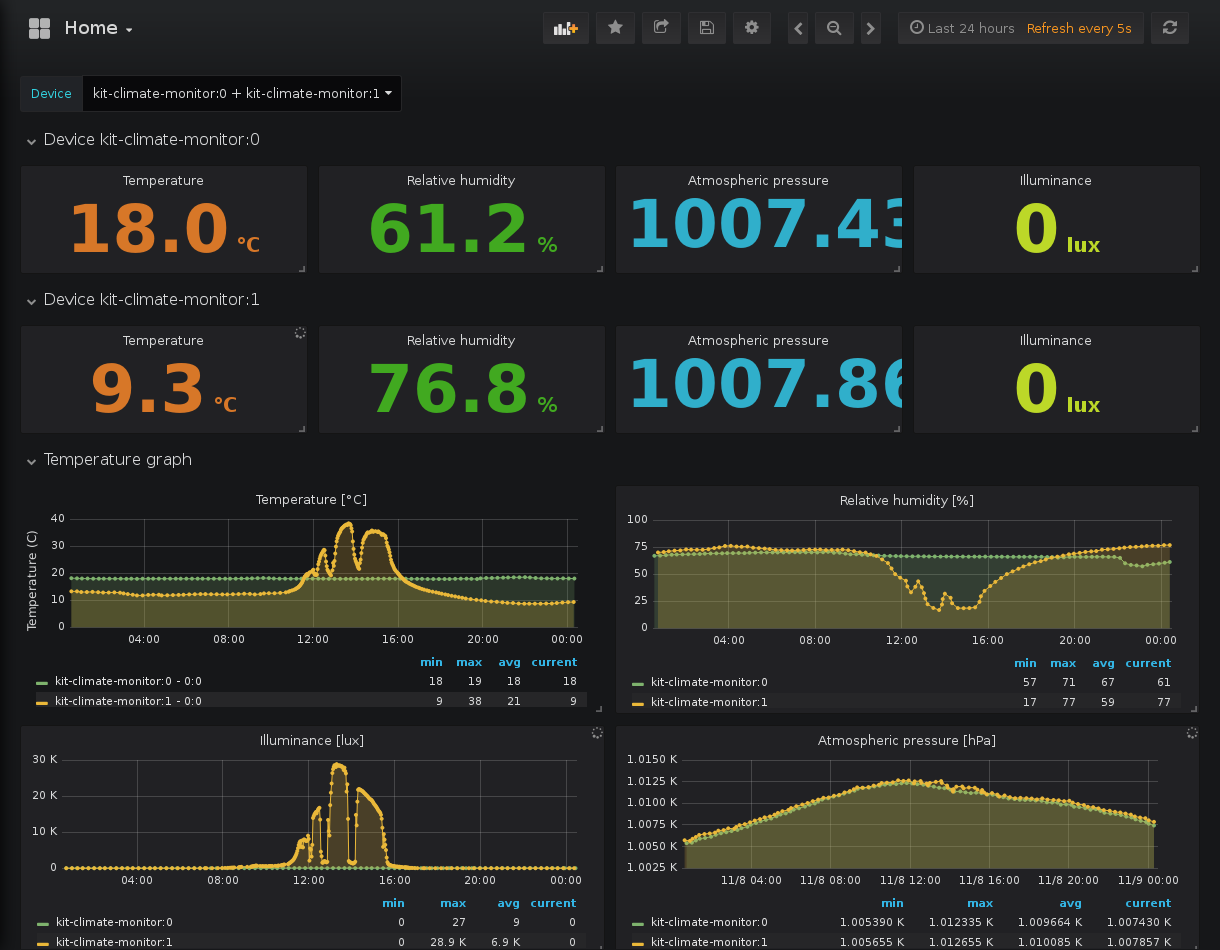 Home
Last 24 hours Refresh every 5s
Device kit-climate-monitor:0 + kit-climate-monitor:1
Device kit-climate-monitor:0
Temperature Relative humidity Atmospheric pressure Illuminance
18.0 °C 61.2 % 1007.43 0 lux
Device kit-climate-monitor:1
Temperature Relative humidity Atmospheric pressure Illuminance
9.3 °C 76.8 % 1007.86 0 lux
Temperature graph
Temperature [°C]
Temperature (C)
40
30
20
10
0
04:00 08:00 12:00 16:00 20:00 00:00
min max avg current
kit-climate-monitor:0 - 0:0 18 19 18 18
kit-climate-monitor:1 - 0:0 9 38 21 9
Relative humidity [%]
100
75
50
25
0
04:00 08:00 12:00 16:00 20:00 00:00
min max avg current
kit-climate-monitor:0 57 71 67 61
kit-climate-monitor:1 17 77 59 77
Illuminance [lux]
30 K
20 K
10 K
0
04:00 08:00 12:00 16:00 20:00 00:00
min max avg current
kit-climate-monitor:0 0 27 9 0
kit-climate-monitor:1 0 28.9 K 6.9 K 0
Atmospheric pressure [hPa]
1.0150 K
1.0125 K
1.0100 K
1.0075 K
1.0050 K
1.0025 K
11/8 04:00 11/8 08:00 11/8 12:00 11/8 16:00 11/8 20:00 11/9 00:00
min max avg current
kit-climate-monitor:0 1.005390 K 1.012335 K 1.009664 K 1.007430 K
kit-climate-monitor:1 1.005655 K 1.012655 K 1.010085 K 1.007857 K